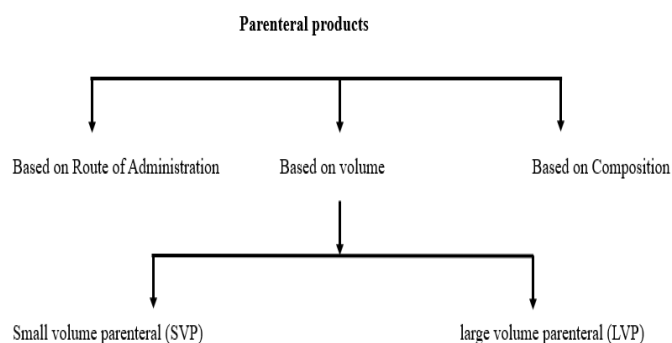 Parenteral products
Based on Route of Administration
Based on volume
Based on Composition
Small volume parenteral (SVP)
large volume parenteral (LVP)